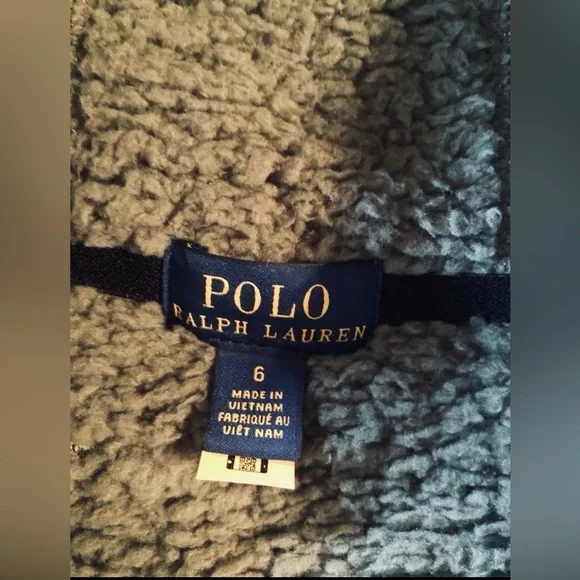 POLO
RALPH LAUREN
6
MADE IN
VIETNAM
FABRIQUÉ AU
VIÊT NAM